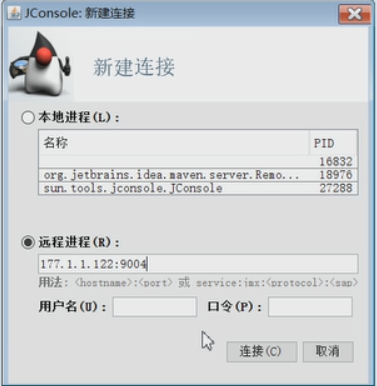 JConsole: 新建连接
新建连接
本地进程(L):
名称 PID
16832
org.jetbrains.idea.maven.server.Remo... 18976
sun.tools.jconsole.JConsole 27288
远程进程(R):
177.1.1.122:9004
用法: <hostname>:<port> 或 service:jmx:<protocol>:<sap>
用户名(U): 口令(P):
连接(C) 取消